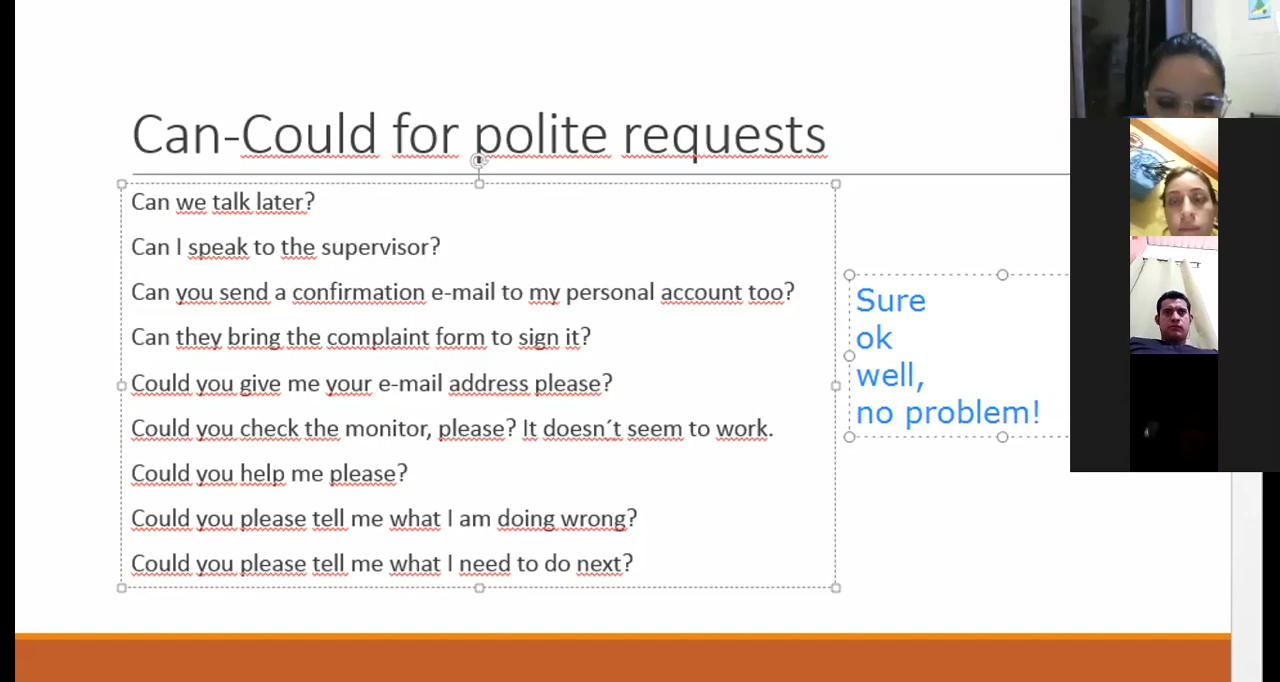 Can-Could for polite requests
Can we talk later?
Can I speak to the supervisor?
Can you send a confirmation e-mail to my personal account too?
Can they bring the complaint form to sign it?
Could you give me your e-mail address please?
Could you check the monitor, please? It doesn´t seem to work.
Could you help me please?
Could you please tell me what I am doing wrong?
Could you please tell me what I need to do next?
Sure
ok
well,
no problem!